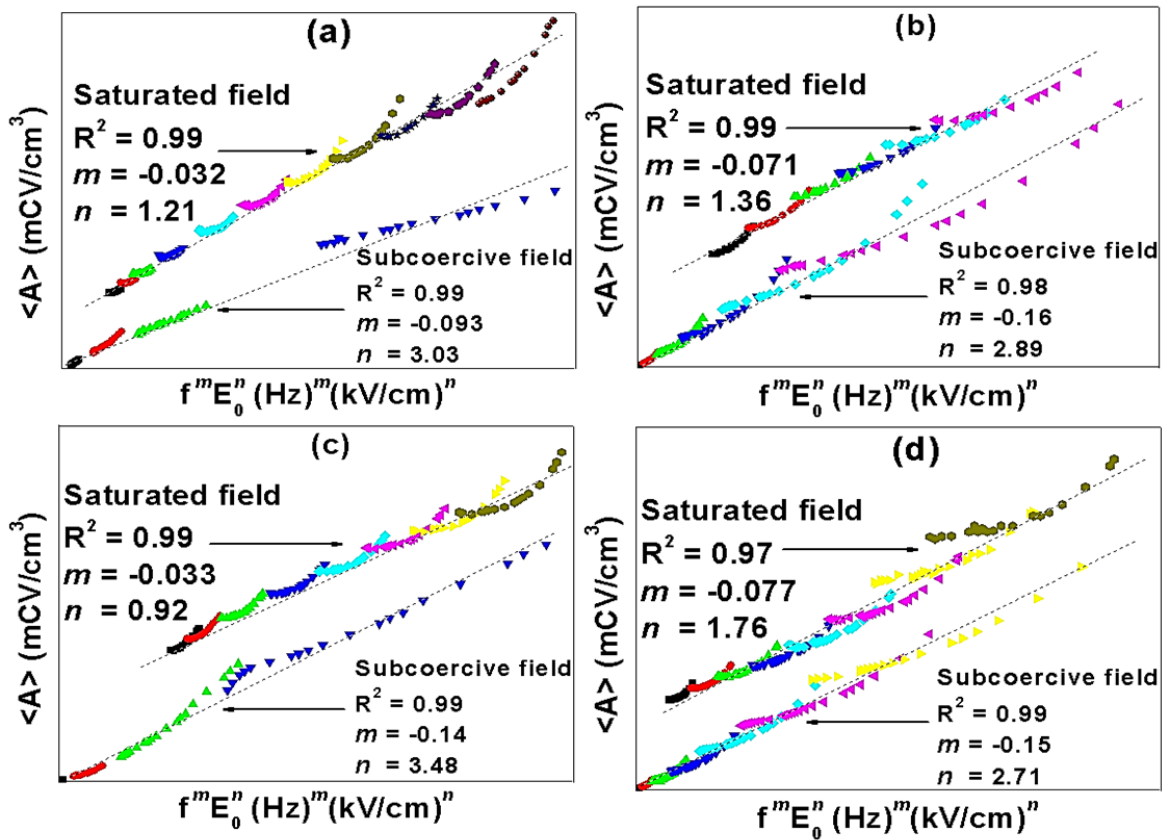 (a)
Saturated field
R² = 0.99
m = -0.032
n = 1.21
Subcoercive field
R² = 0.99
m = -0.093
n = 3.03
<A> (mCV/cm³)
fᵐE₀ⁿ (Hz)ᵐ(kV/cm)ⁿ
(b)
Saturated field
R² = 0.99
m = -0.071
n = 1.36
Subcoercive field
R² = 0.98
m = -0.16
n = 2.89
<A> (mCV/cm³)
fᵐE₀ⁿ (Hz)ᵐ(kV/cm)ⁿ
(c)
Saturated field
R² = 0.99
m = -0.033
n = 0.92
Subcoercive field
R² = 0.99
m = -0.14
n = 3.48
<A> (mCV/cm³)
fᵐE₀ⁿ (Hz)ᵐ(kV/cm)ⁿ
(d)
Saturated field
R² = 0.97
m = -0.077
n = 1.76
Subcoercive field
R² = 0.99
m = -0.15
n = 2.71
<A> (mCV/cm³)
fᵐE₀ⁿ (Hz)ᵐ(kV/cm)ⁿ